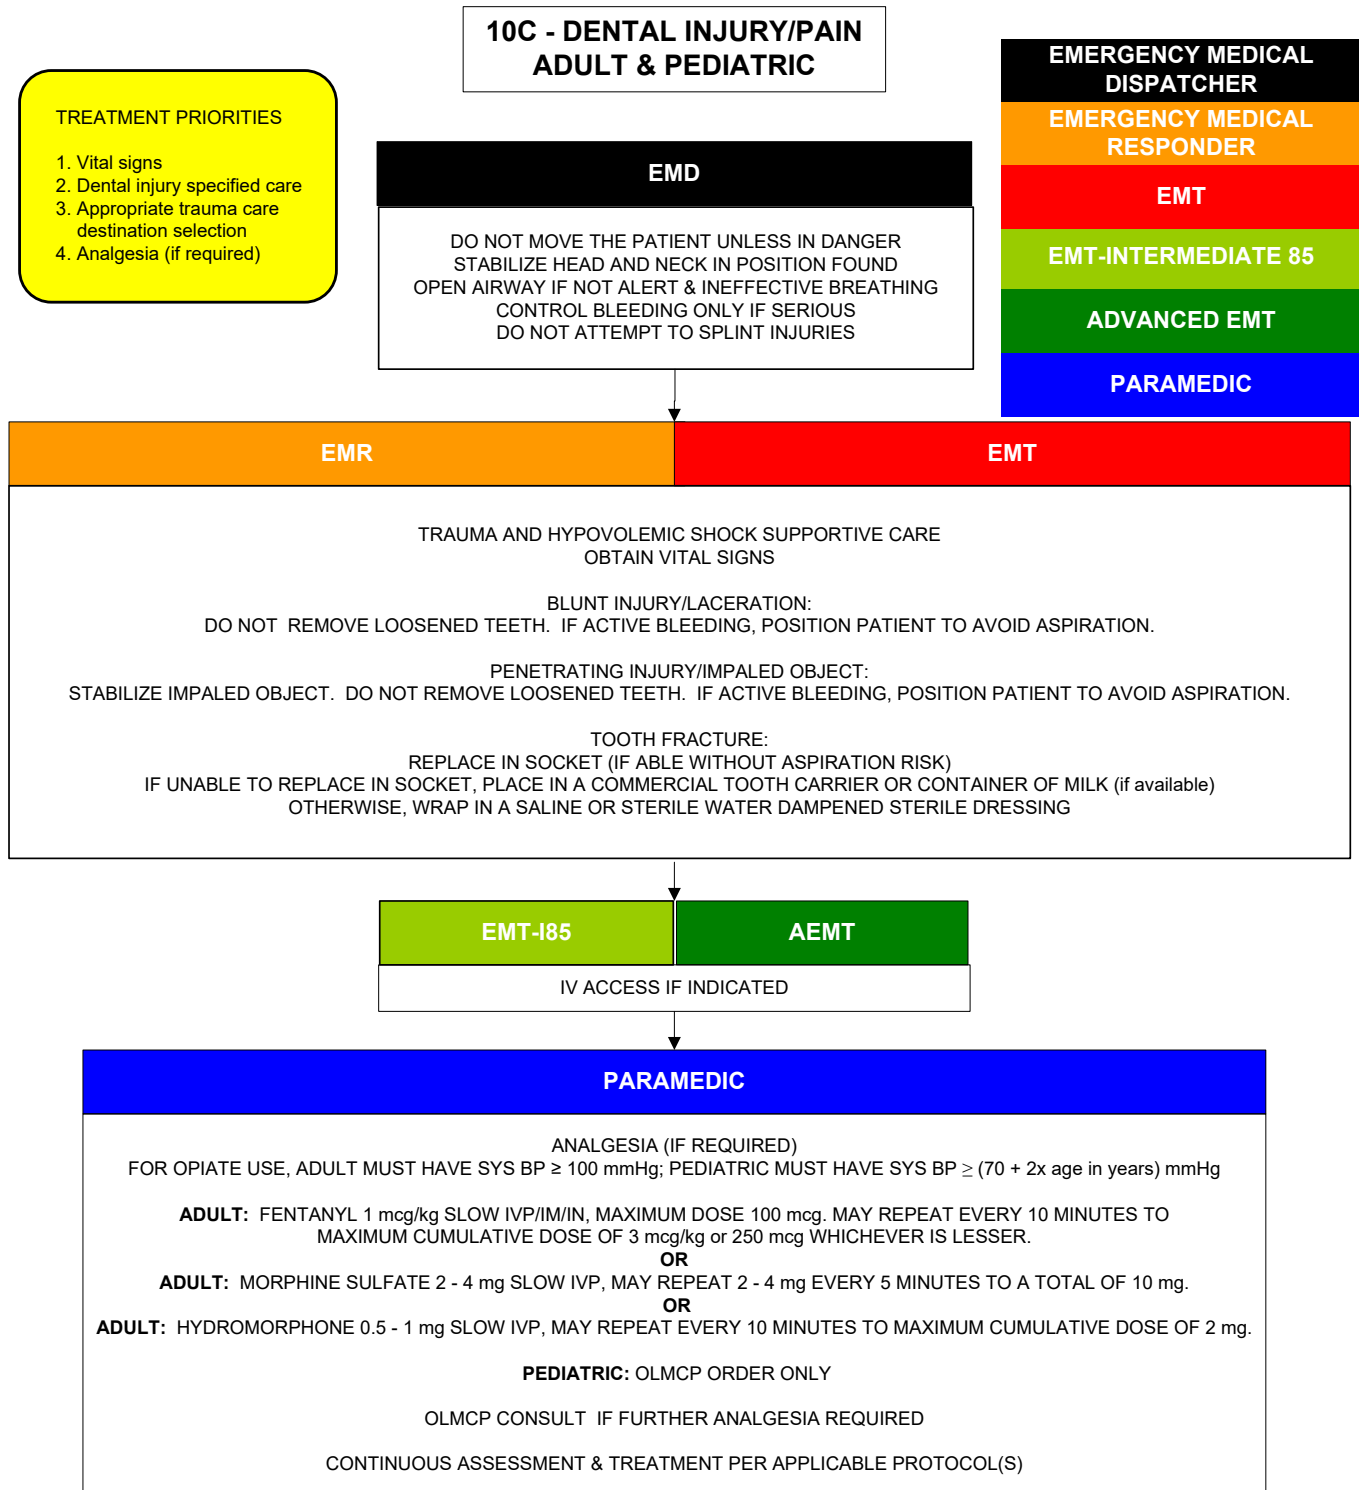 10C - DENTAL INJURY/PAIN
ADULT & PEDIATRIC
TREATMENT PRIORITIES
1. Vital signs
2. Dental injury specified care
3. Appropriate trauma care
destination selection
4. Analgesia (if required)
EMERGENCY MEDICAL
DISPATCHER
EMERGENCY MEDICAL
RESPONDER
EMT
EMT-INTERMEDIATE 85
ADVANCED EMT
PARAMEDIC
EMD
DO NOT MOVE THE PATIENT UNLESS IN DANGER
STABILIZE HEAD AND NECK IN POSITION FOUND
OPEN AIRWAY IF NOT ALERT & INEFFECTIVE BREATHING
CONTROL BLEEDING ONLY IF SERIOUS
DO NOT ATTEMPT TO SPLINT INJURIES
EMR
EMT
TRAUMA AND HYPOVOLEMIC SHOCK SUPPORTIVE CARE
OBTAIN VITAL SIGNS
BLUNT INJURY/LACERATION:
DO NOT  REMOVE LOOSENED TEETH.  IF ACTIVE BLEEDING, POSITION PATIENT TO AVOID ASPIRATION.
PENETRATING INJURY/IMPALED OBJECT:
STABILIZE IMPALED OBJECT.  DO NOT REMOVE LOOSENED TEETH.  IF ACTIVE BLEEDING, POSITION PATIENT TO AVOID ASPIRATION.
TOOTH FRACTURE:
REPLACE IN SOCKET (IF ABLE WITHOUT ASPIRATION RISK)
IF UNABLE TO REPLACE IN SOCKET, PLACE IN A COMMERCIAL TOOTH CARRIER OR CONTAINER OF MILK (if available)
OTHERWISE, WRAP IN A SALINE OR STERILE WATER DAMPENED STERILE DRESSING
EMT-I85
AEMT
IV ACCESS IF INDICATED
PARAMEDIC
ANALGESIA (IF REQUIRED)
FOR OPIATE USE, ADULT MUST HAVE SYS BP ≥ 100 mmHg; PEDIATRIC MUST HAVE SYS BP ≥ (70 + 2x age in years) mmHg
ADULT:  FENTANYL 1 mcg/kg SLOW IVP/IM/IN, MAXIMUM DOSE 100 mcg. MAY REPEAT EVERY 10 MINUTES TO
MAXIMUM CUMULATIVE DOSE OF 3 mcg/kg or 250 mcg WHICHEVER IS LESSER.
OR
ADULT:  MORPHINE SULFATE 2 - 4 mg SLOW IVP, MAY REPEAT 2 - 4 mg EVERY 5 MINUTES TO A TOTAL OF 10 mg.
OR
ADULT:  HYDROMORPHONE 0.5 - 1 mg SLOW IVP, MAY REPEAT EVERY 10 MINUTES TO MAXIMUM CUMULATIVE DOSE OF 2 mg.
PEDIATRIC: OLMCP ORDER ONLY
OLMCP CONSULT  IF FURTHER ANALGESIA REQUIRED
CONTINUOUS ASSESSMENT & TREATMENT PER APPLICABLE PROTOCOL(S)